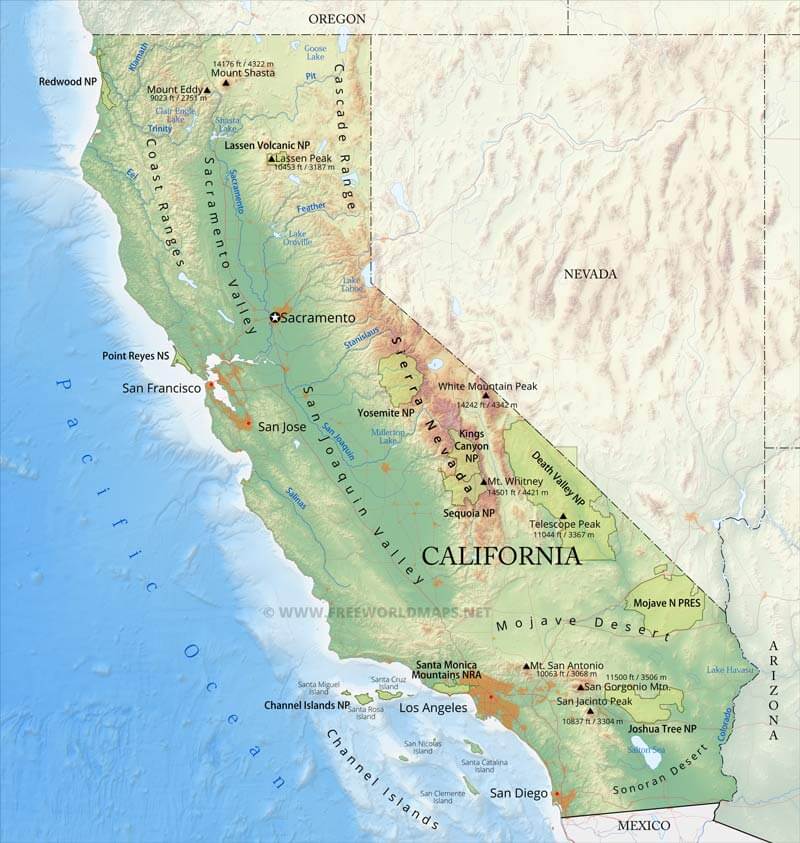 OREGON
Klamath
Goose
Lake
14176 ft / 4322 m
Mount Shasta
Pit
Redwood NP
Mount Eddy
9023 ft / 2751 m
Clair Engle
Lake
Trinity
Shasta
Lake
Cascade Range
Lassen Volcanic NP
Lassen Peak
10453 ft / 3187 m
Coast Ranges
Eel
Sacramento Valley
Sacramento
Feather
Lake
Oroville
NEVADA
Lake
Tahoe
Sacramento
Stanislaus
Point Reyes NS
San Francisco
Sierra Nevada
White Mountain Peak
14242 ft / 4342 m
Yosemite NP
San Jose
San Joaquin Valley
San Joaquin
Millerton
Lake
Kings
Canyon
NP
Death Valley NP
Mt. Whitney
14501 ft / 4421 m
Salinas
Sequoia NP
Telescope Peak
11044 ft / 3367 m
Pacific Ocean
CALIFORNIA
© WWW.FREEWORLDMAPS.NET
Mojave N PRES
Mojave Desert
ARIZONA
Santa Monica
Mountains NRA
Mt. San Antonio
10063 ft / 3068 m
Lake Havasu
11500 ft / 3506 m
San Gorgonio Mtn.
Santa Miguel
Island
Santa Cruz
Island
Channel Islands NP
Santa Rosa
Island
Los Angeles
San Jacinto Peak
10837 ft / 3304 m
Joshua Tree NP
Colorado
Channel Islands
San Nicolas
Island
Santa Catalina
Island
Salton Sea
Sonoran Desert
San Clemente
Island
San Diego
MEXICO